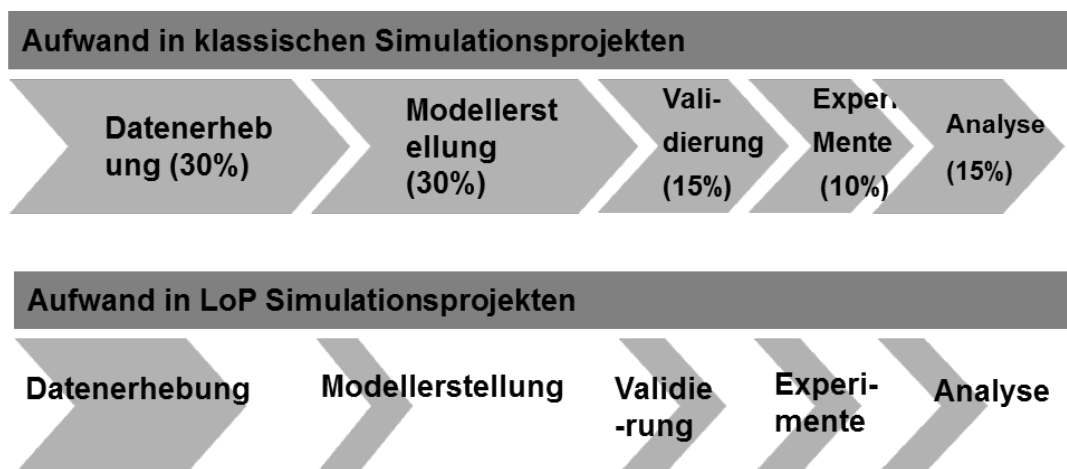 Aufwand in klassischen Simulationsprojekten
Datenerheb
ung (30%)
Modellerst
ellung
(30%)
Vali-
dierung
(15%)
Experi
Mente
(10%)
Analyse
(15%)
Aufwand in LoP Simulationsprojekten
Datenerhebung
Modellerstellung
Validie
-rung
Experi-
mente
Analyse